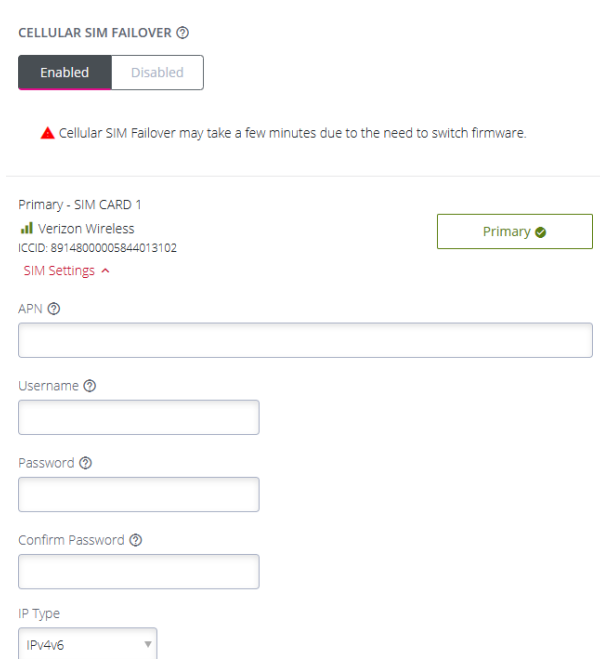 CELLULAR SIM FAILOVER
Enabled Disabled
Cellular SIM Failover may take a few minutes due to the need to switch firmware.
Primary - SIM CARD 1
Verizon Wireless
Primary
ICCID: 89148000005844013102
SIM Settings
APN
Username
Password
Confirm Password
IP Type
IPv4v6